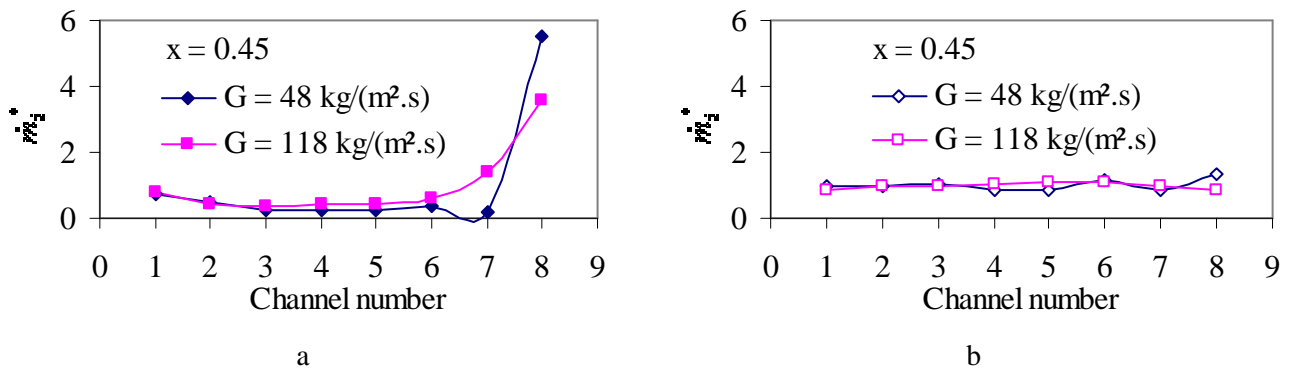 6
4
2
0
x = 0.45
G = 48 kg/(m².s)
G = 118 kg/(m².s)
0 1 2 3 4 5 6 7 8 9
Channel number
a
6
4
2
0
x = 0.45
G = 48 kg/(m².s)
G = 118 kg/(m².s)
0 1 2 3 4 5 6 7 8 9
Channel number
b